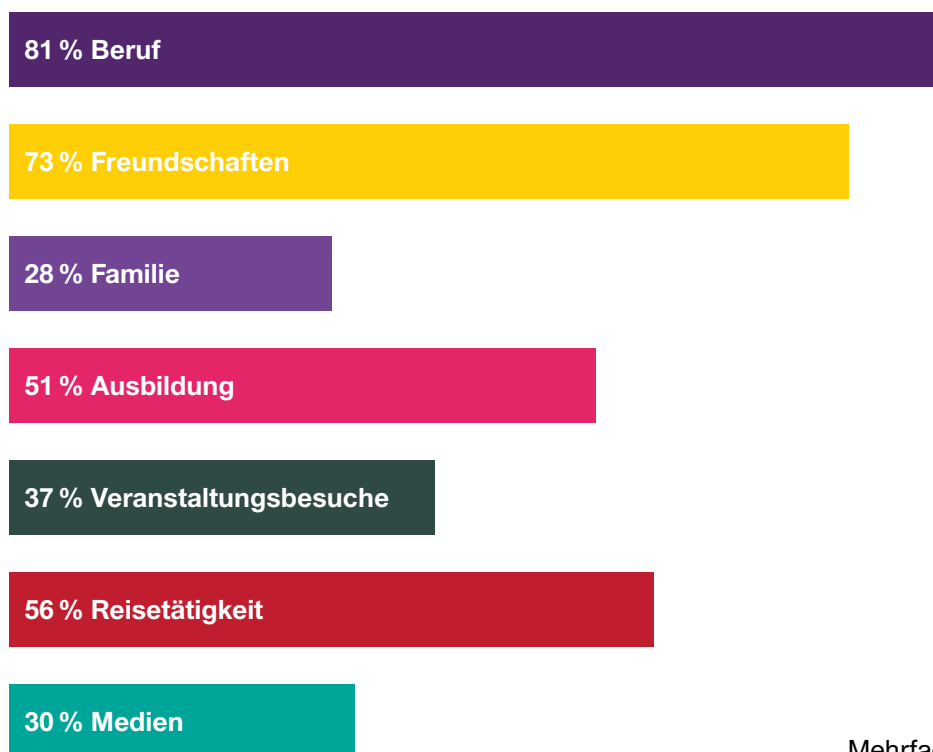 81 % Beruf
73 % Freundschaften
28 % Familie
51 % Ausbildung
37 % Veranstaltungsbesuche
56 % Reisetätigkeit
30 % Medien